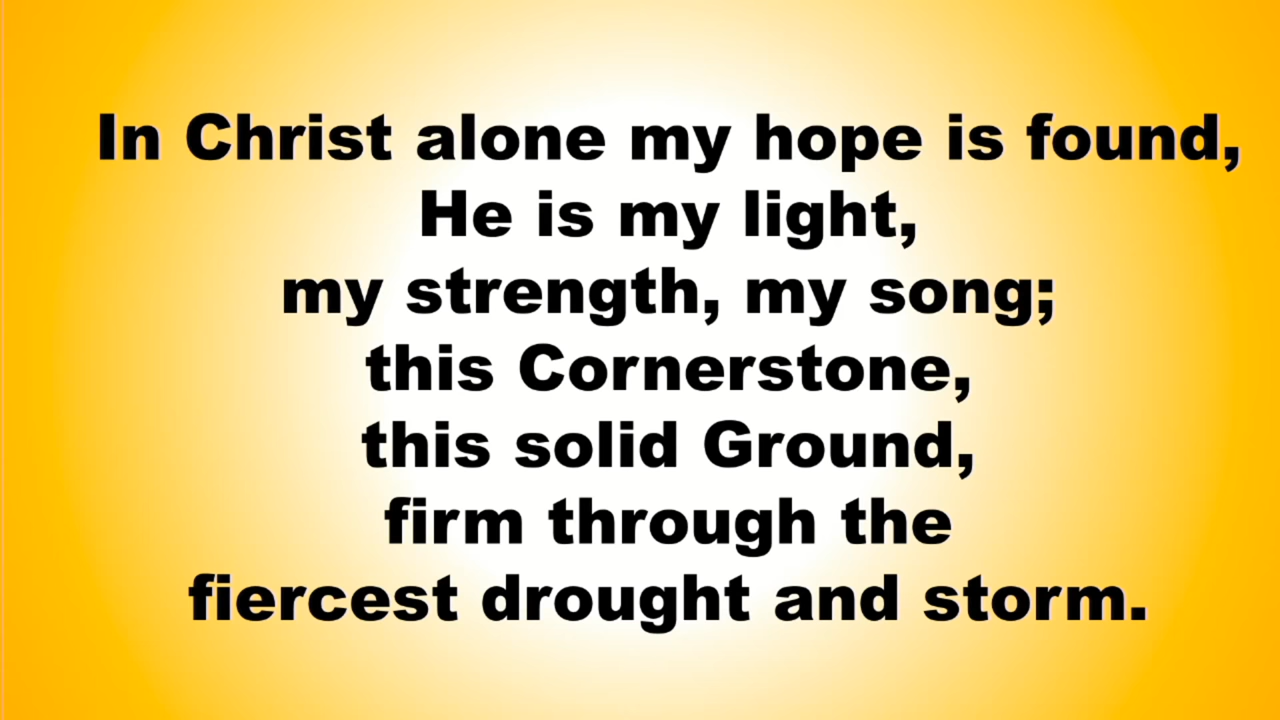 In Christ alone my hope is found,
He is my light,
my strength, my song;
this Cornerstone,
this solid Ground,
firm through the
fiercest drought and storm.